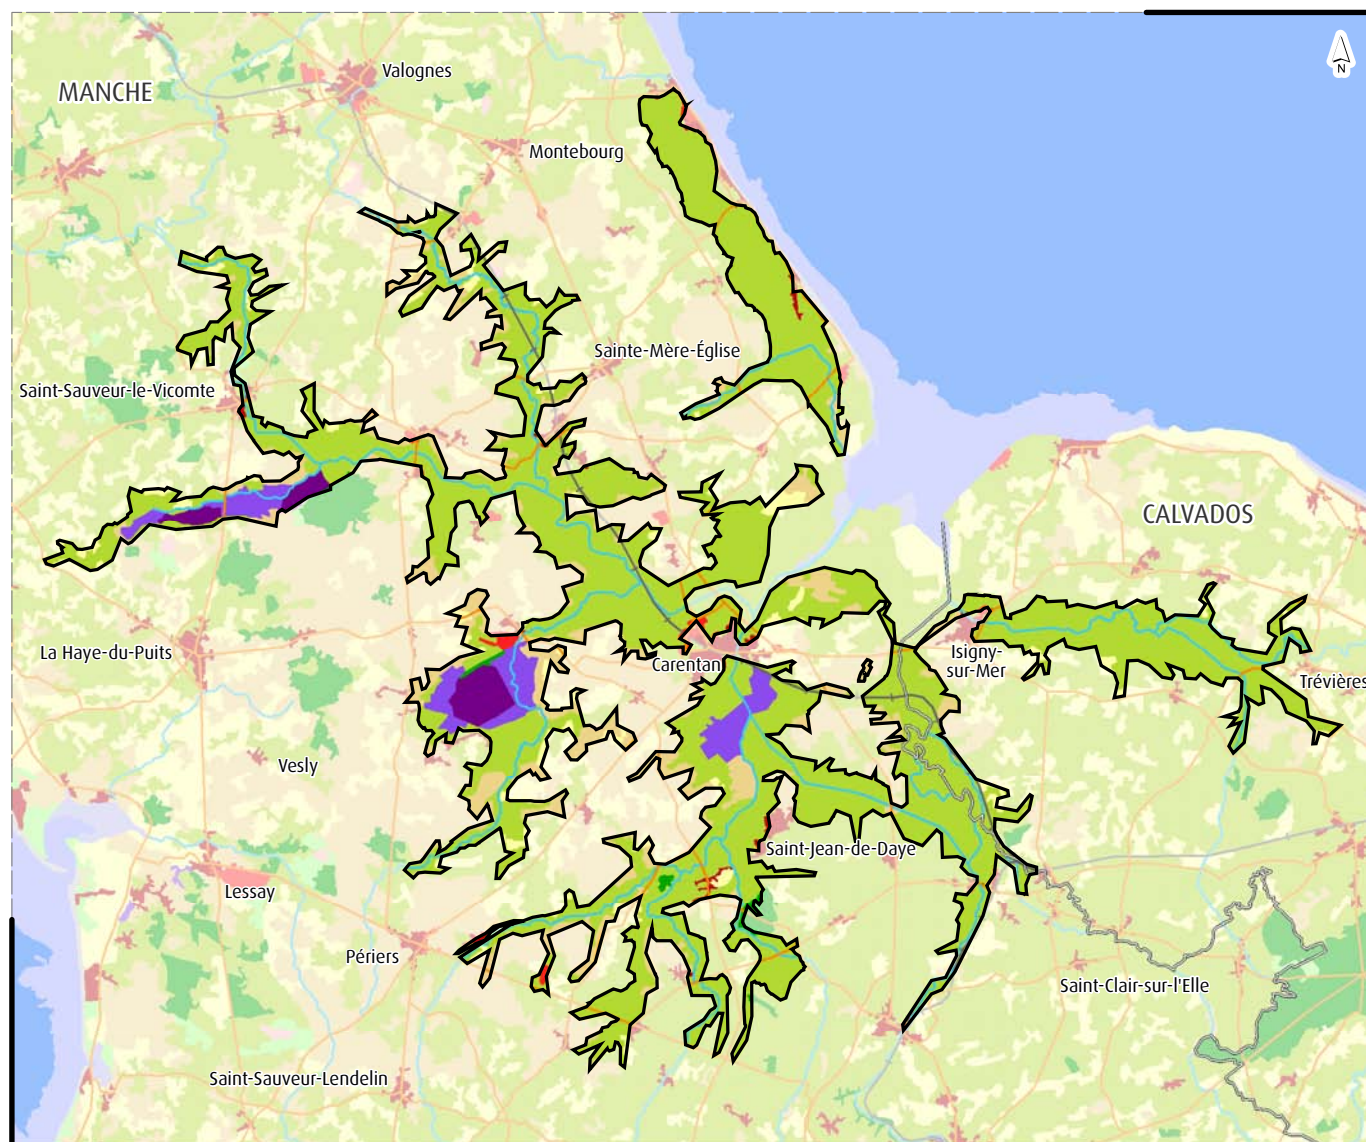 Valognes
MANCHE
N
Montebourg
Sainte-Mère-Église
Saint-Sauveur-le-Vicomte
CALVADOS
La Haye-du-Puits
Carentan
Isigny-
sur-Mer
Trévières
Vesly
Saint-Jean-de-Daye
Lessay
Périers
Saint-Clair-sur-l'Elle
Saint-Sauveur-Lendelin